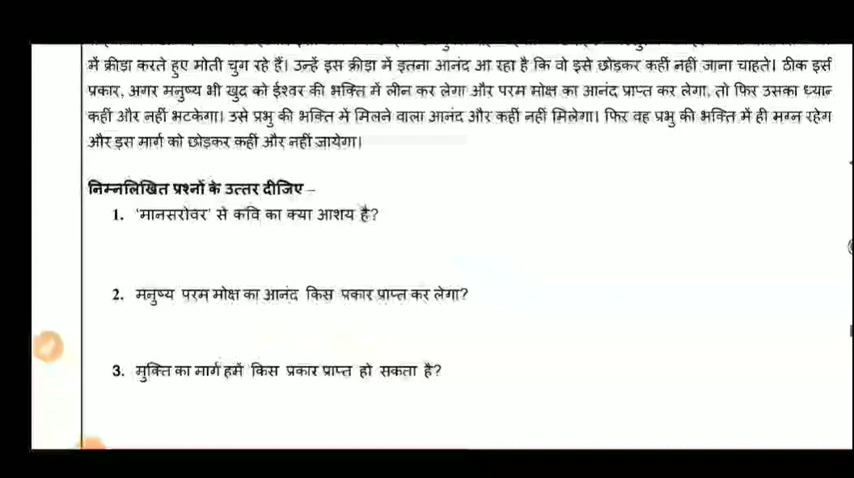 में क्रीड़ा करते हुए मोती चुग रहे हैं। उन्हें इस क्रीड़ा में इतना आनंद आ रहा है कि वो इसे छोड़कर कहीं नहीं जाना चाहते। ठीक इसी
प्रकार, अगर मनुष्य भी खुद को ईश्वर की भक्ति में लीन कर लेगा और परम मोक्ष का आनंद प्राप्त कर लेगा, तो फिर उसका ध्यान
कहीं और नहीं भटकेगा। उसे प्रभु की भक्ति में मिलने वाला आनंद और कहीं नहीं मिलेगा। फिर वह प्रभु की भक्ति में ही मग्न रहेगा
और इस मार्ग को छोड़कर कहीं और नहीं जायेगा।
निम्नलिखित प्रश्नों के उत्तर दीजिए –
1. 'मानसरोवर' से कवि का क्या आशय है?
2. मनुष्य परम मोक्ष का आनंद किस प्रकार प्राप्त कर लेगा?
3. मुक्ति का मार्ग हमें किस प्रकार प्राप्त हो सकता है?